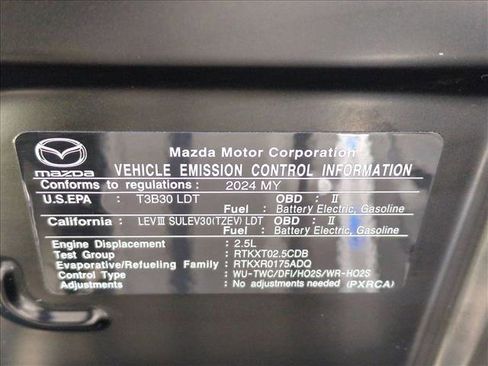 Mazda Motor Corporation
mazda VEHICLE EMISSION CONTROL INFORMATION
Conforms to regulations: 2024 MY
U.S.EPA : T3B30 LDT OBD : II
Fuel : Battery Electric, Gasoline
California : LEVIII SULEV30(TZEV) LDT OBD : II
Fuel : Battery Electric, Gasoline
Engine Displacement : 2.5L
Test Group : RTKXT02.5CDB
Evaporative/Refueling Family : RTKXR0175ADO
Control Type : WU-TWC/DFI/HO2S/WR-HO2S
Adjustments : No adjustments needed (PXRCA)